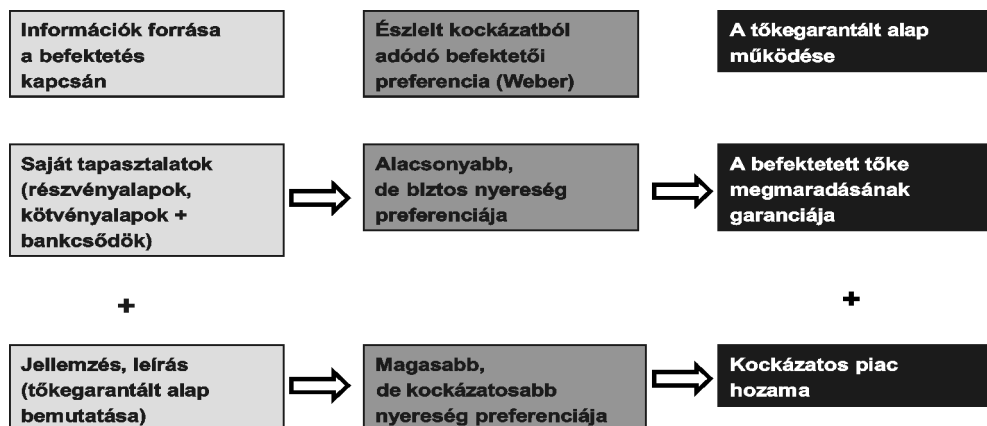 Információk forrása
a befektetés
kapcsán
Észlelt kockázatból
adódó befektetői
preferencia (Weber)
A tőkegarantált alap
működése
Saját tapasztalatok
(részvényalapok,
kötvényalapok +
bankcsődök)
Alacsonyabb,
de biztos nyereség
preferenciája
A befektetett tőke
megmaradásának
garanciája
+
+
Jellemzés, leírás
(tőkegarantált alap
bemutatása)
Magasabb,
de kockázatosabb
nyereség preferenciája
Kockázatos piac
hozama